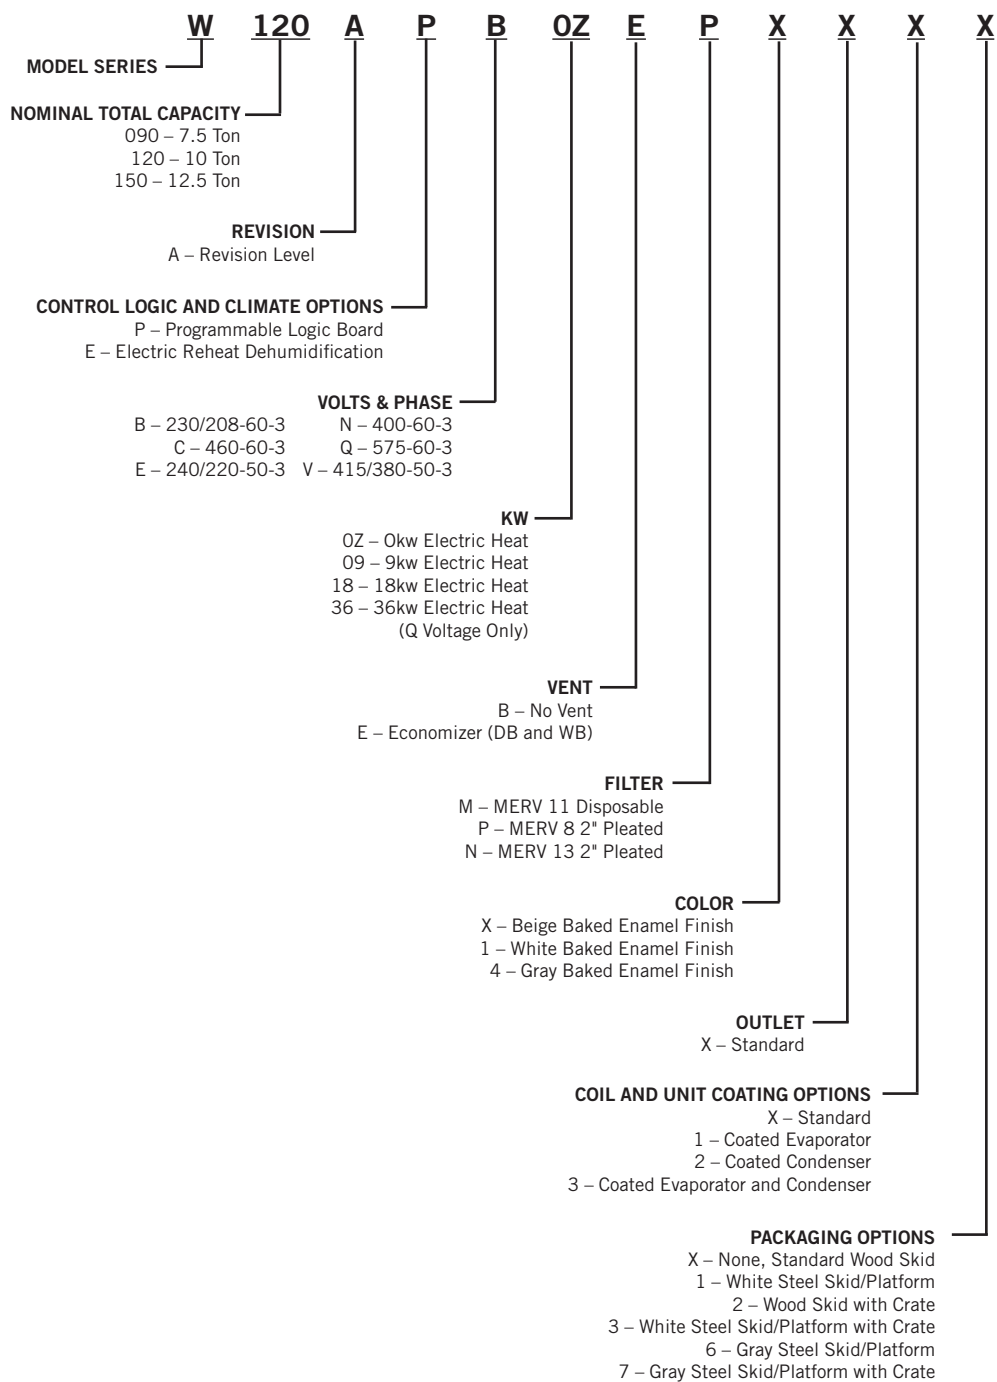 W 120 A P B 0Z E P X X X X
MODEL SERIES
NOMINAL TOTAL CAPACITY
090 – 7.5 Ton
120 – 10 Ton
150 – 12.5 Ton
REVISION
A – Revision Level
CONTROL LOGIC AND CLIMATE OPTIONS
P – Programmable Logic Board
E – Electric Reheat Dehumidification
VOLTS & PHASE
B – 230/208-60-3 N – 400-60-3
C – 460-60-3 Q – 575-60-3
E – 240/220-50-3 V – 415/380-50-3
KW
0Z – 0kw Electric Heat
09 – 9kw Electric Heat
18 – 18kw Electric Heat
36 – 36kw Electric Heat
(Q Voltage Only)
VENT
B – No Vent
E – Economizer (DB and WB)
FILTER
M – MERV 11 Disposable
P – MERV 8 2" Pleated
N – MERV 13 2" Pleated
COLOR
X – Beige Baked Enamel Finish
1 – White Baked Enamel Finish
4 – Gray Baked Enamel Finish
OUTLET
X – Standard
COIL AND UNIT COATING OPTIONS
X – Standard
1 – Coated Evaporator
2 – Coated Condenser
3 – Coated Evaporator and Condenser
PACKAGING OPTIONS
X – None, Standard Wood Skid
1 – White Steel Skid/Platform
2 – Wood Skid with Crate
3 – White Steel Skid/Platform with Crate
6 – Gray Steel Skid/Platform
7 – Gray Steel Skid/Platform with Crate